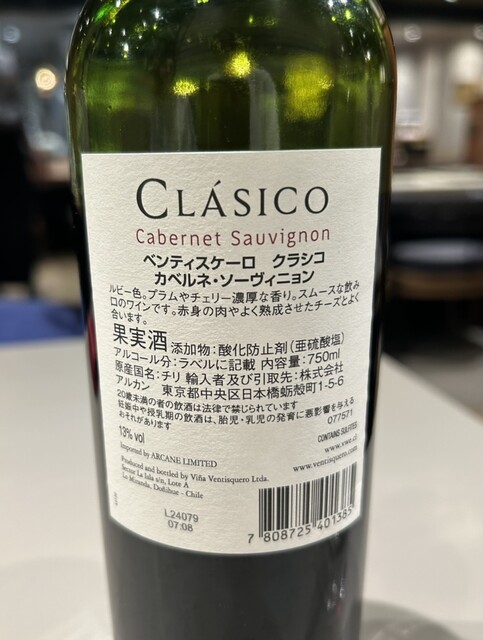 CLÁSICO
Cabernet Sauvignon
ベンティスケーロ クラシコ
カベルネ・ソーヴィニョン
ルビー色。プラムやチェリー濃厚な香り。スムースな飲み
口のワインです。赤身の肉やよく熟成させたチーズとよく
合います。
果実酒 添加物:酸化防止剤(亜硫酸塩)
アルコール分:ラベルに記載 内容量:750ml
原産国名:チリ 輸入者及び引取先:株式会社
アルカン 東京都中央区日本橋蛎殻町1-5-6
20歳未満の者の飲酒は法律で禁じられています
妊娠中や授乳期の飲酒は、胎児・乳児の発育に悪影響を与える
おそれがあります
077571
13% vol
CONTAINS SULFITES
www.vsc.cl
www.ventisquero.com
Imported by ARCANE LIMITED
Produced and bottled by Viña Ventisquero Ltda.
Sector La Isla s/n, Lote A
La Miranda, Doñihue - Chile
L24079
07:08
7 808725 401385